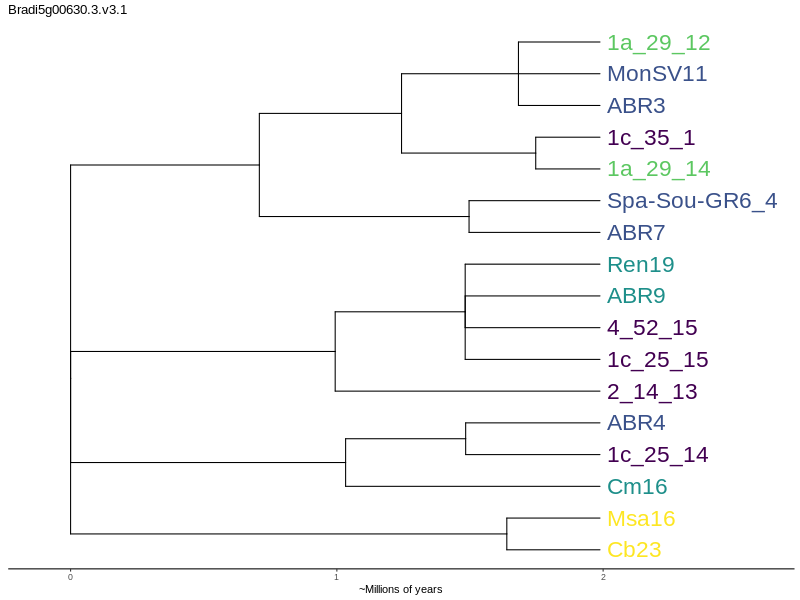 Bradi5g00630.3.v3.1
1a_29_12
MonSV11
ABR3
1c_35_1
1a_29_14
Spa-Sou-GR6_4
ABR7
Ren19
ABR9
4_52_15
1c_25_15
2_14_13
ABR4
1c_25_14
Cm16
Msa16
Cb23
0 1 2
~Millions of years